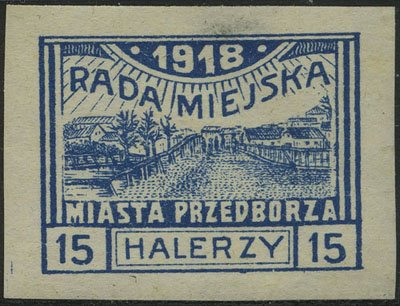 · 1918 ·
RADA MIEJSKA
MIASTA PRZEDBORZA
15 HALERZY 15